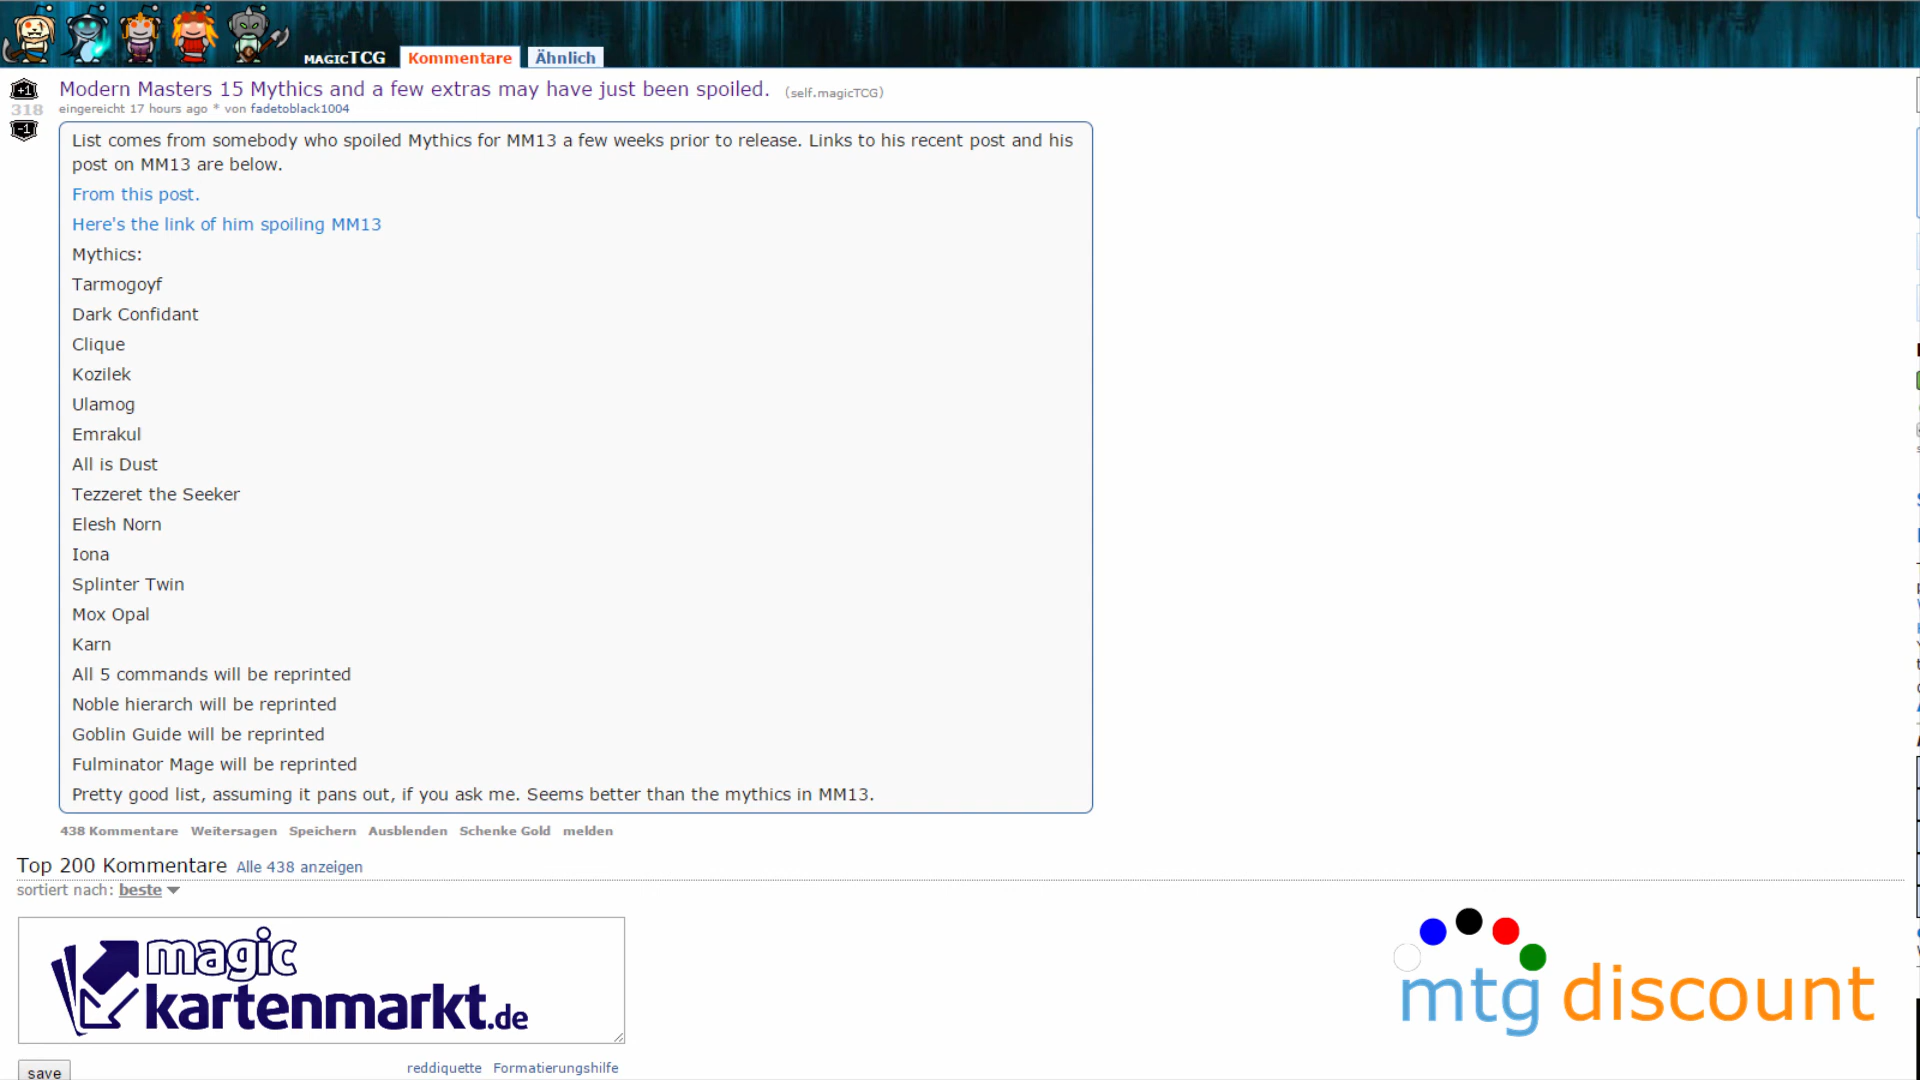 MAGICTCG Kommentare Ähnlich
+1
Modern Masters 15 Mythics and a few extras may have just been spoiled. (self.magicTCG)
318
eingereicht 17 hours ago * von fadetoblack1004
-1
List comes from somebody who spoiled Mythics for MM13 a few weeks prior to release. Links to his recent post and his
post on MM13 are below.
From this post.
Here's the link of him spoiling MM13
Mythics:
Tarmogoyf
Dark Confidant
Clique
Kozilek
Ulamog
Emrakul
All is Dust
Tezzeret the Seeker
Elesh Norn
Iona
Splinter Twin
Mox Opal
Karn
All 5 commands will be reprinted
Noble hierarch will be reprinted
Goblin Guide will be reprinted
Fulminator Mage will be reprinted
Pretty good list, assuming it pans out, if you ask me. Seems better than the mythics in MM13.
438 Kommentare Weitersagen Speichern Ausblenden Schenke Gold melden
Top 200 Kommentare Alle 438 anzeigen
sortiert nach: beste
magic
kartenmarkt.de
mtg discount
save
reddiquette Formatierungshilfe